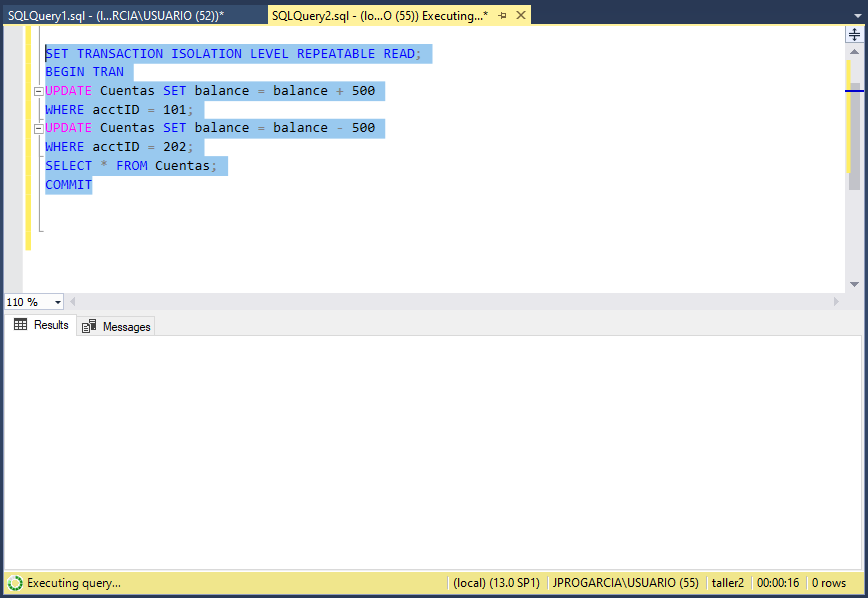 SQLQuery1.sql - (l...RCIA\USUARIO (52))*
SQLQuery2.sql - (lo...O (55)) Executing...*
SET TRANSACTION ISOLATION LEVEL REPEATABLE READ;
BEGIN TRAN
UPDATE Cuentas SET balance = balance + 500
WHERE acctID = 101;
UPDATE Cuentas SET balance = balance - 500
WHERE acctID = 202;
SELECT * FROM Cuentas;
COMMIT
110 %
Results
Messages
Executing query...
(local) (13.0 SP1)
JPROGARCIA\USUARIO (55)
taller2
00:00:16
0 rows